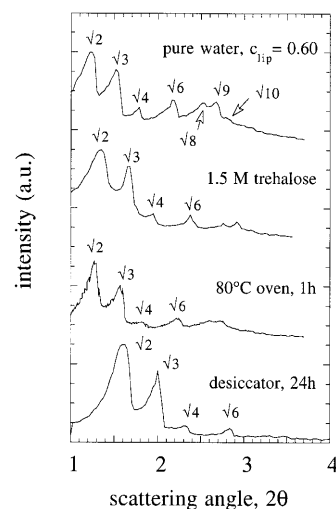 √2
pure water, c_lip = 0.60
√3
√4
√6
√9
√10
√8
√2
√3
1.5 M trehalose
√4
√6
√2
√3
80°C oven, 1h
√4
√6
√2
√3
desiccator, 24h
√4
√6
intensity (a.u.)
1 2 3 4
scattering angle, 2θ